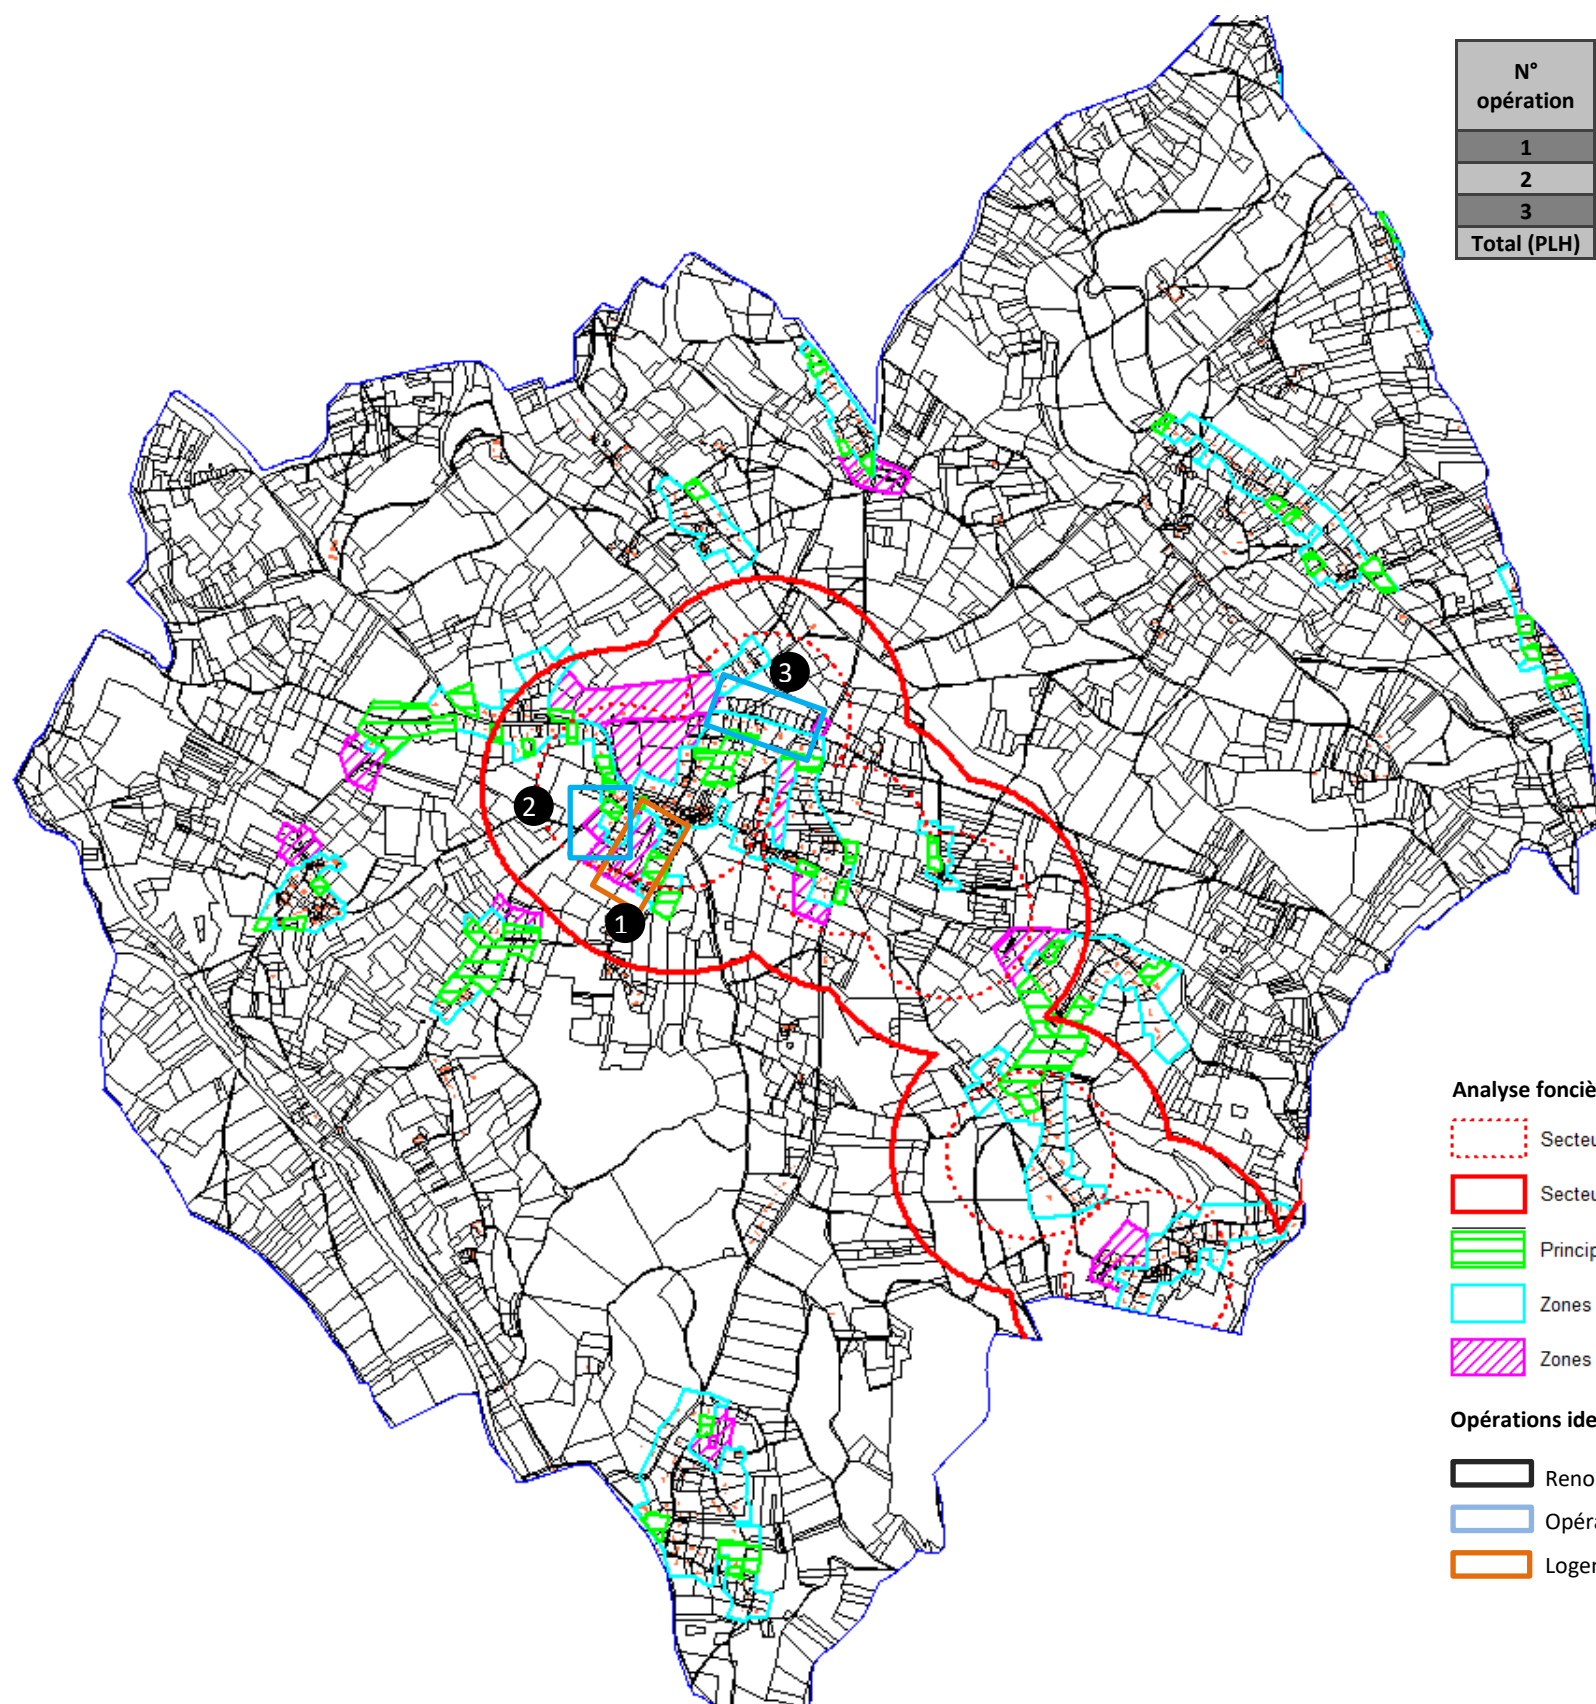 N°
opération
1
2
3
Total (PLH)
3
2
1
Analyse fonciè
Secteu
Secteu
Princip
Zones
Zones
Opérations ide
Reno
Opéra
Loger